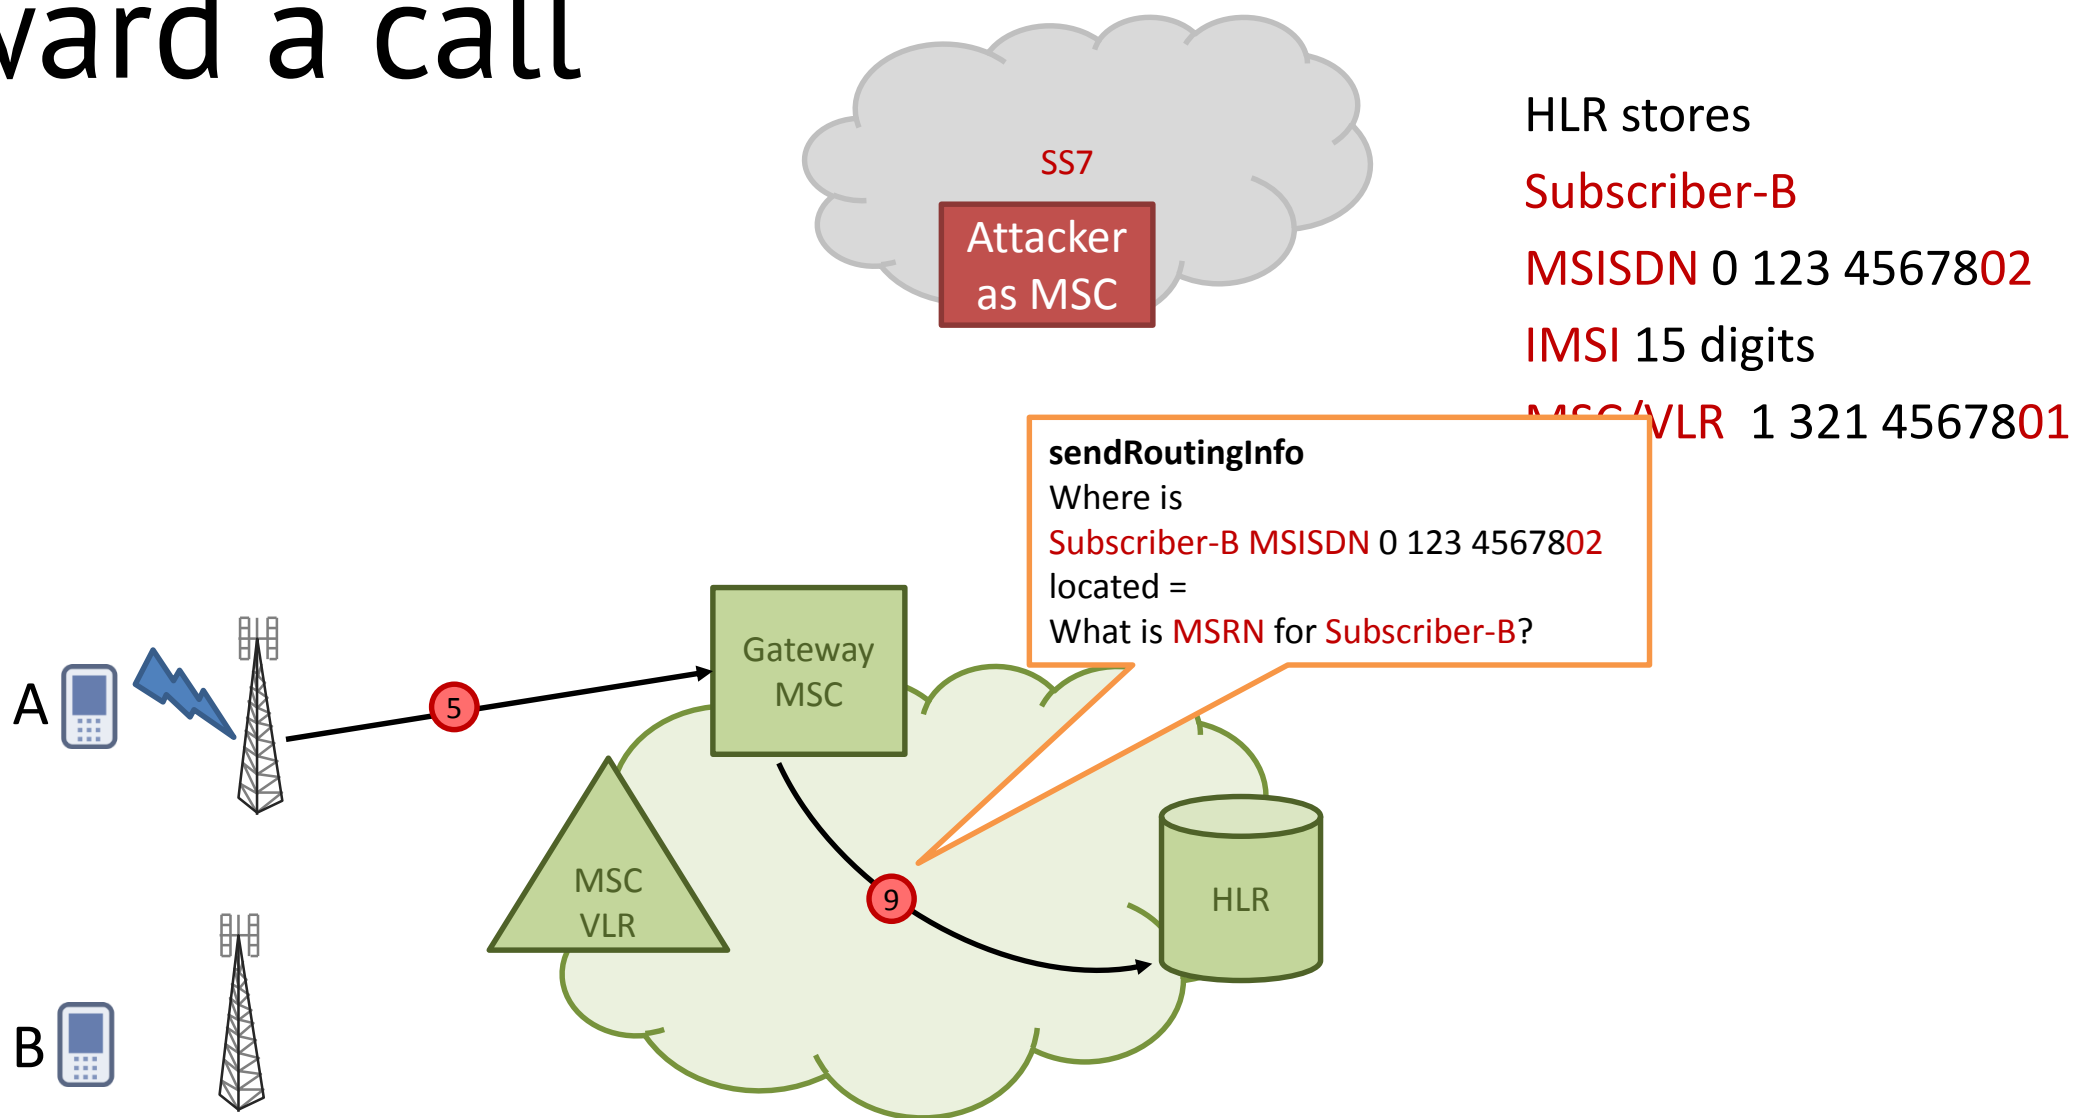 ward a call
SS7
Attacker
as MSC
HLR stores
Subscriber-B
MSISDN 0 123 4567802
IMSI 15 digits
MSC/VLR 1 321 4567801
sendRoutingInfo
Where is
Subscriber-B MSISDN 0 123 4567802
located =
What is MSRN for Subscriber-B?
Gateway
MSC
A
5
MSC
VLR
9
HLR
B